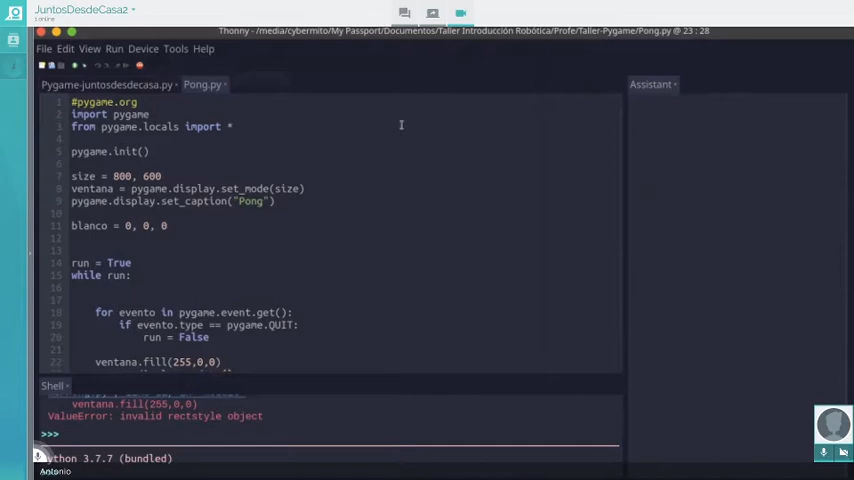 JuntosDesdeCasa2
1 online
Thonny - /media/cybermito/My Passport/Documentos/Taller Introducción Robótica/Profe/Taller-Pygame/Pong.py @ 23 : 28
File Edit View Run Device Tools Help
Pygame-juntosdesdecasa.py Pong.py
Assistant
1 #pygame.org
2 import pygame
3 from pygame.locals import *
4
5 pygame.init()
6
7 size = 800, 600
8 ventana = pygame.display.set_mode(size)
9 pygame.display.set_caption("Pong")
10
11 blanco = 0, 0, 0
12
13
14 run = True
15 while run:
16
17
18 for evento in pygame.event.get():
19 if evento.type == pygame.QUIT:
20 run = False
21
22 ventana.fill(255,0,0)
Shell
ventana.fill(255,0,0)
ValueError: invalid rectstyle object
>>>
ython 3.7.7 (bundled)
Antonio